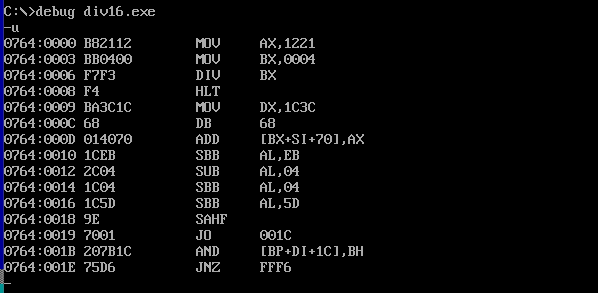 C:\>debug div16.exe
-u
0764:0000 B82112 MOV AX,1221
0764:0003 BB0400 MOV BX,0004
0764:0006 F7F3 DIV BX
0764:0008 F4 HLT
0764:0009 BA3C1C MOV DX,1C3C
0764:000C 68 DB 68
0764:000D 014070 ADD [BX+SI+70],AX
0764:0010 1CEB SBB AL,EB
0764:0012 2C04 SUB AL,04
0764:0014 1C04 SBB AL,04
0764:0016 1C5D SBB AL,5D
0764:0018 9E SAHF
0764:0019 7001 JO 001C
0764:001B 207B1C AND [BP+DI+1C],BH
0764:001E 75D6 JNZ FFF6
-